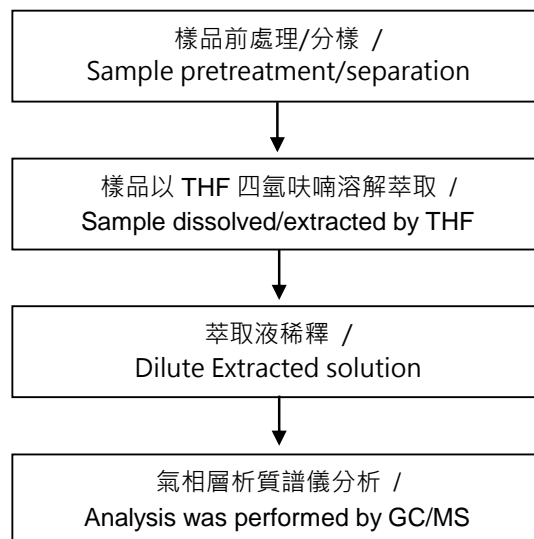 樣品前處理/分樣 /
Sample pretreatment/separation
樣品以 THF 四氫呋喃溶解萃取 /
Sample dissolved/extracted by THF
萃取液稀釋 /
Dilute Extracted solution
氣相層析質譜儀分析 /
Analysis was performed by GC/MS